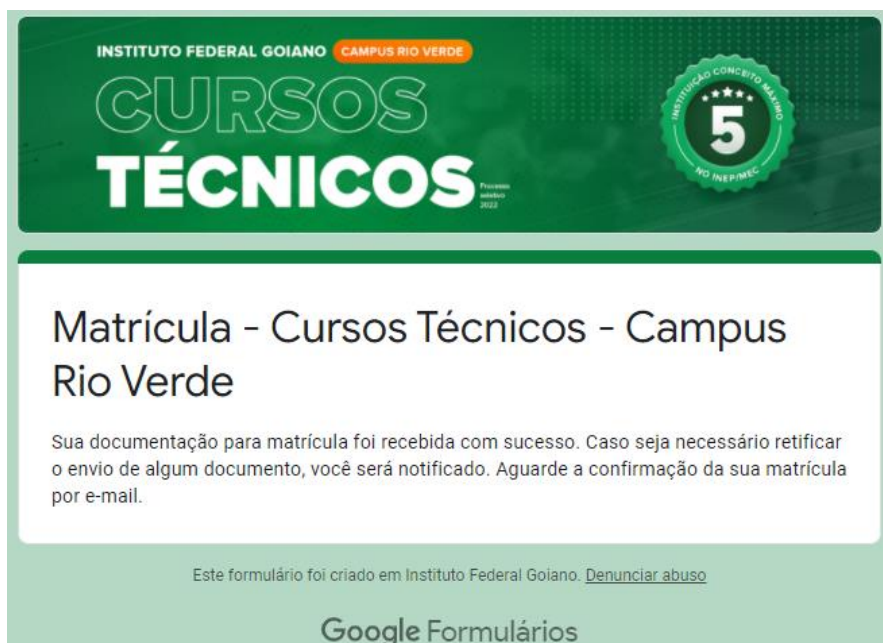 INSTITUTO FEDERAL GOIANO CAMPUS RIO VERDE
CURSOS
TÉCNICOS
Processo
seletivo
2022
INSTITUIÇÃO CONCEITO MÁXIMO
5
NO INEP/MEC
Matrícula - Cursos Técnicos - Campus
Rio Verde
Sua documentação para matrícula foi recebida com sucesso. Caso seja necessário retificar
o envio de algum documento, você será notificado. Aguarde a confirmação da sua matrícula
por e-mail.
Este formulário foi criado em Instituto Federal Goiano. Denunciar abuso
Google Formulários